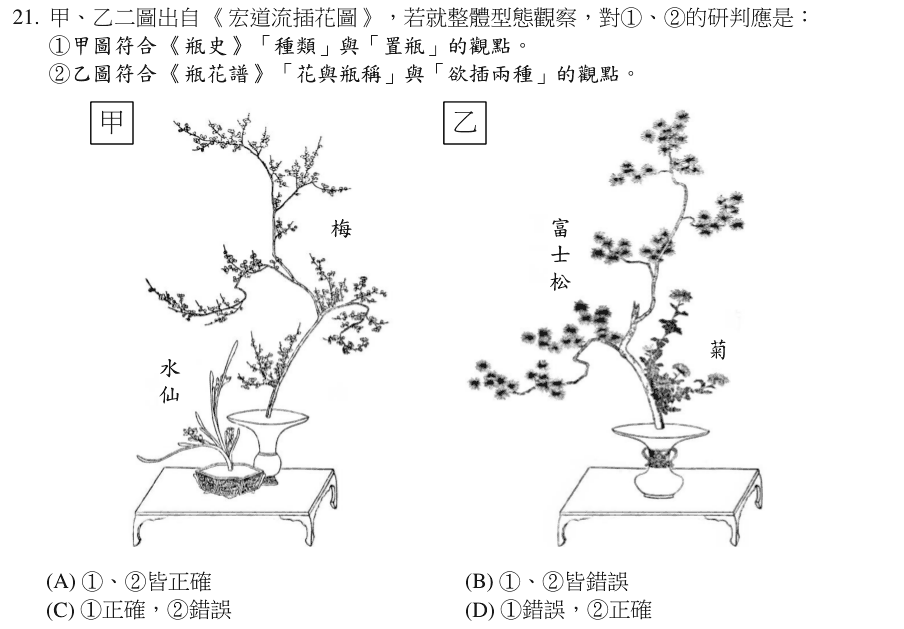 21. 甲、乙二圖出自《宏道流插花圖》,若就整體型態觀察,對①、②的研判應是:
①甲圖符合《瓶史》「種類」與「置瓶」的觀點。
②乙圖符合《瓶花譜》「花與瓶稱」與「欲插兩種」的觀點。
甲
乙
梅
水仙
富士松
菊
(A) ①、②皆正確
(B) ①、②皆錯誤
(C) ①正確,②錯誤
(D) ①錯誤,②正確